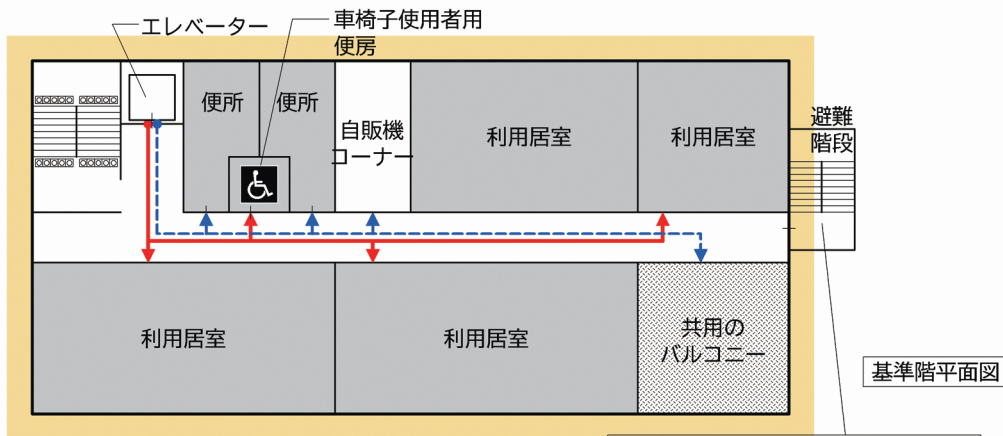 エレベーター
車椅子使用者用
便房
便所
便所
自販機
コーナー
利用居室
利用居室
避難
階段
利用居室
利用居室
共用の
バルコニー
基準階平面図